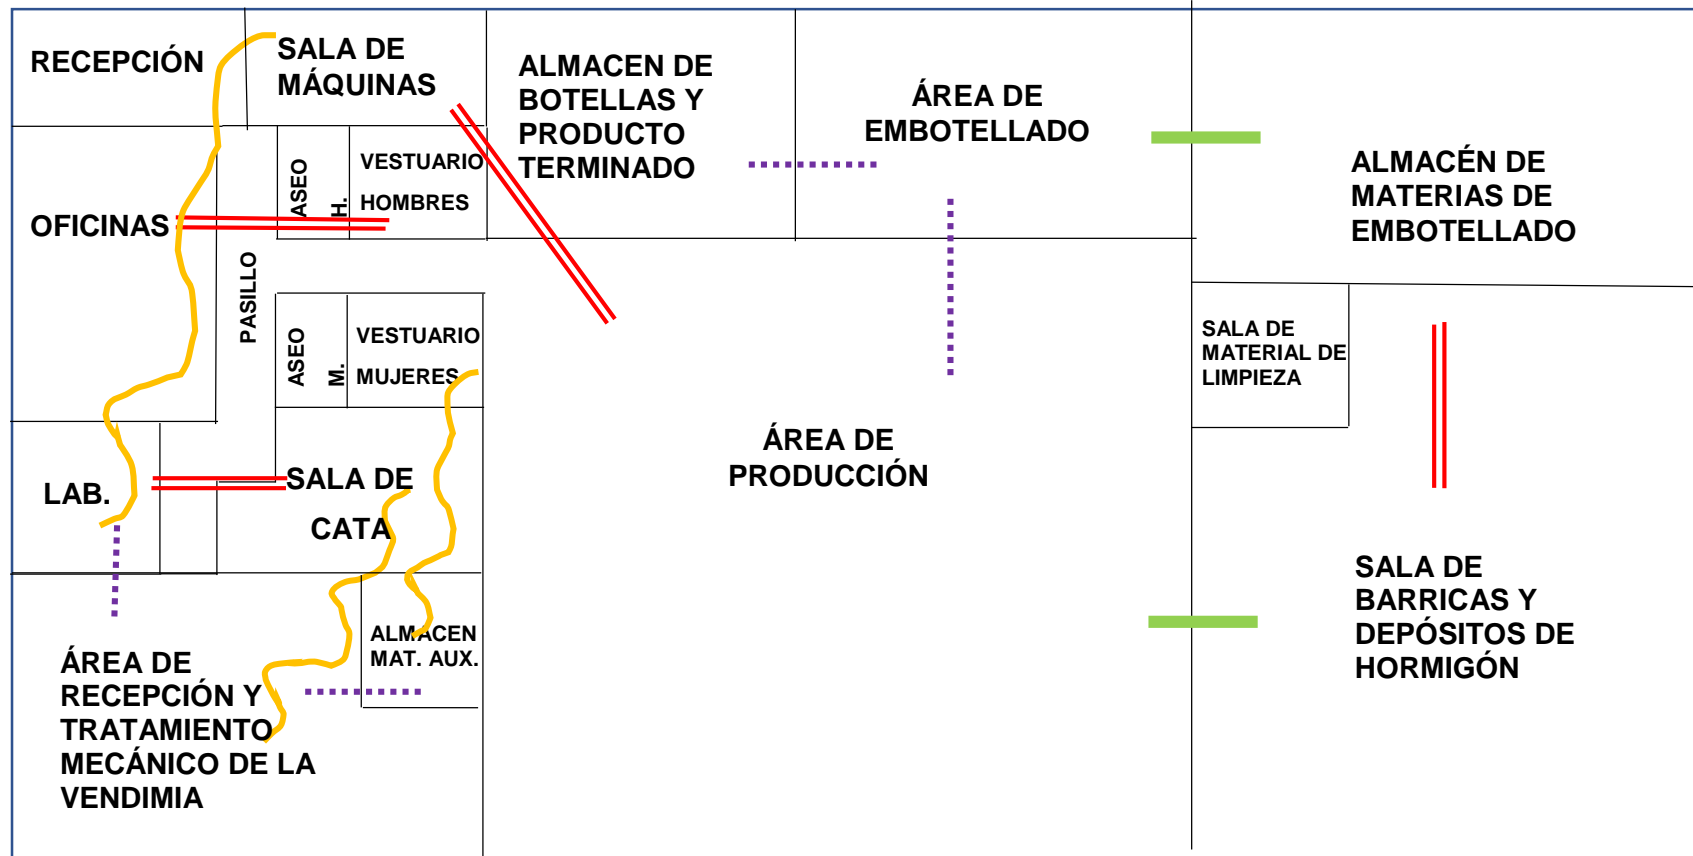 RECEPCIÓN
SALA DE
MÁQUINAS
ALMACEN DE
BOTELLAS Y
PRODUCTO
TERMINADO
ÁREA DE
EMBOTELLADO
ALMACÉN DE
MATERIAS DE
EMBOTELLADO
OFICINAS
ASEO
H.
VESTUARIO
HOMBRES
PASILLO
ASEO
M.
VESTUARIO
MUJERES
SALA DE
MATERIAL DE
LIMPIEZA
ÁREA DE
PRODUCCIÓN
LAB.
SALA DE
CATA
SALA DE
BARRICAS Y
DEPÓSITOS DE
HORMIGÓN
ALMACEN
MAT. AUX.
ÁREA DE
RECEPCIÓN Y
TRATAMIENTO
MECÁNICO DE LA
VENDIMIA